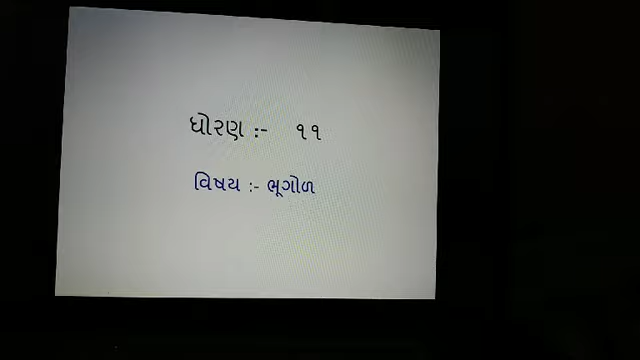 ધોરણ :- ૧૧
વિષય :- ભૂગોળ